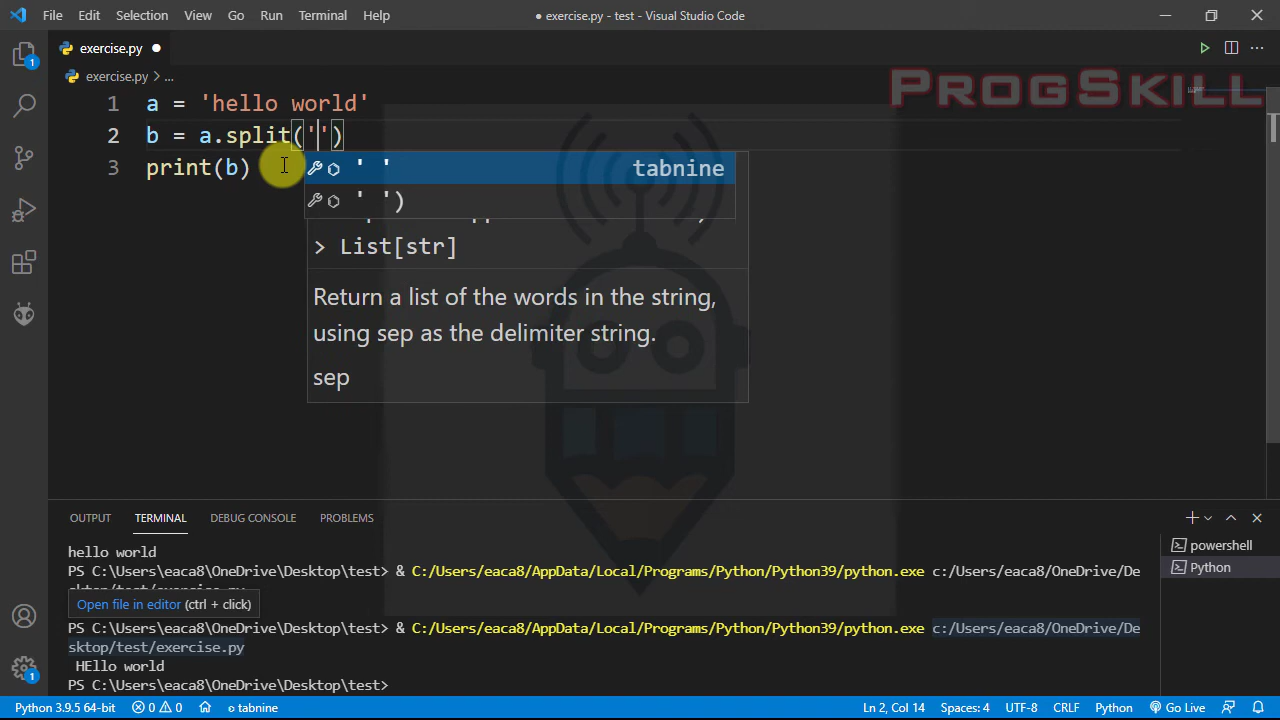 File Edit Selection View Go Run Terminal Help ● exercise.py - test - Visual Studio Code
exercise.py ●
exercise.py > ...
PROGSKILL
1 a = 'hello world'
2 b = a.split('')
3 print(b)
' ' tabnine
' ')
> List[str]
Return a list of the words in the string,
using sep as the delimiter string.
sep
OUTPUT TERMINAL DEBUG CONSOLE PROBLEMS
hello world
PS C:\Users\eaca8\OneDrive\Desktop\test> & C:/Users/eaca8/AppData/Local/Programs/Python/Python39/python.exe c:/Users/eaca8/OneDrive/De
sktop/test/exercise.py
Open file in editor (ctrl + click)
PS C:\Users\eaca8\OneDrive\Desktop\test> & C:/Users/eaca8/AppData/Local/Programs/Python/Python39/python.exe c:/Users/eaca8/OneDrive/De
sktop/test/exercise.py
HEllo world
PS C:\Users\eaca8\OneDrive\Desktop\test>
powershell
Python
1
1
Python 3.9.5 64-bit 0 0 tabnine Ln 2, Col 14 Spaces: 4 UTF-8 CRLF Python Go Live